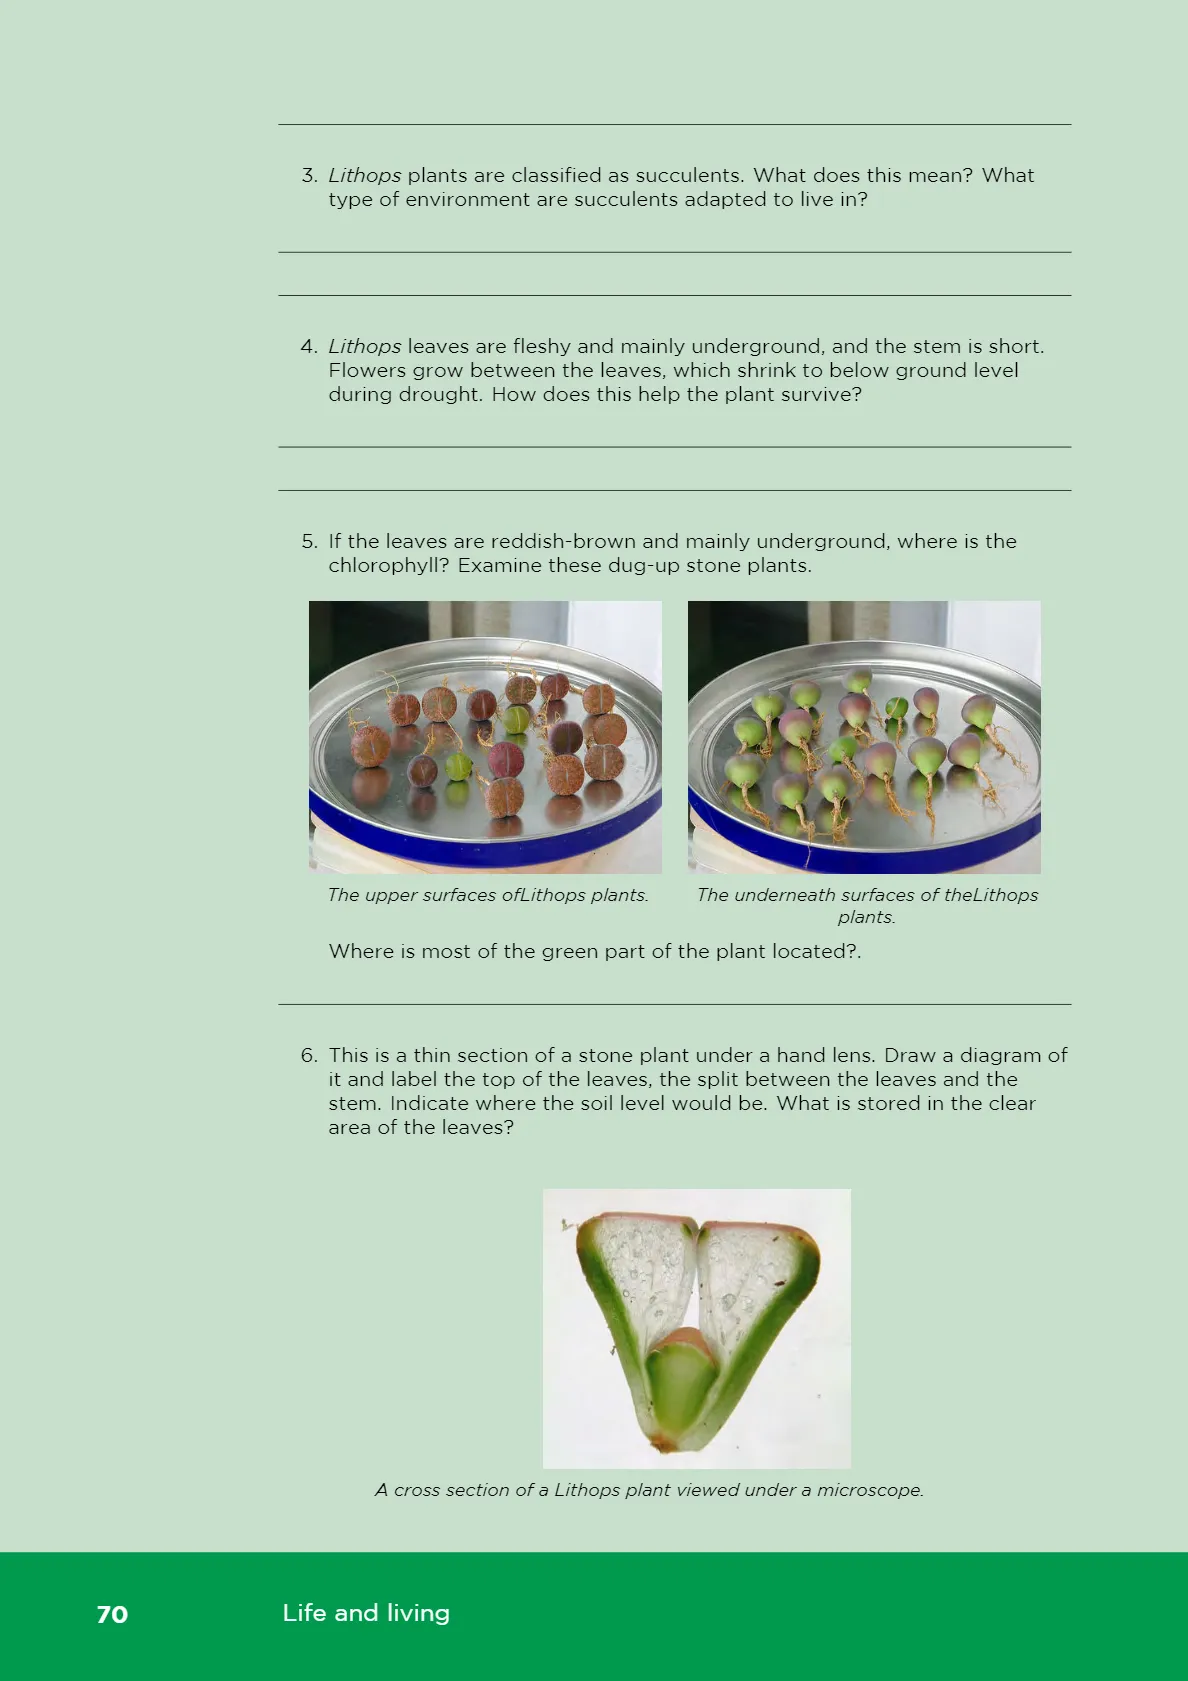 3. Lithops plants are classified as succulents. What does this mean? What
type of environment are succulents adapted to live in?
4. Lithops leaves are fleshy and mainly underground, and the stem is short.
Flowers grow between the leaves, which shrink to below ground level
during drought. How does this help the plant survive?
5. If the leaves are reddish-brown and mainly underground, where is the
chlorophyll? Examine these dug-up stone plants.
The upper surfaces ofLithops plants.
The underneath surfaces of theLithops
plants.
Where is most of the green part of the plant located?.
6. This is a thin section of a stone plant under a hand lens. Draw a diagram of
it and label the top of the leaves, the split between the leaves and the
stem. Indicate where the soil level would be. What is stored in the clear
area of the leaves?
A cross section of a Lithops plant viewed under a microscope.
70 Life and living